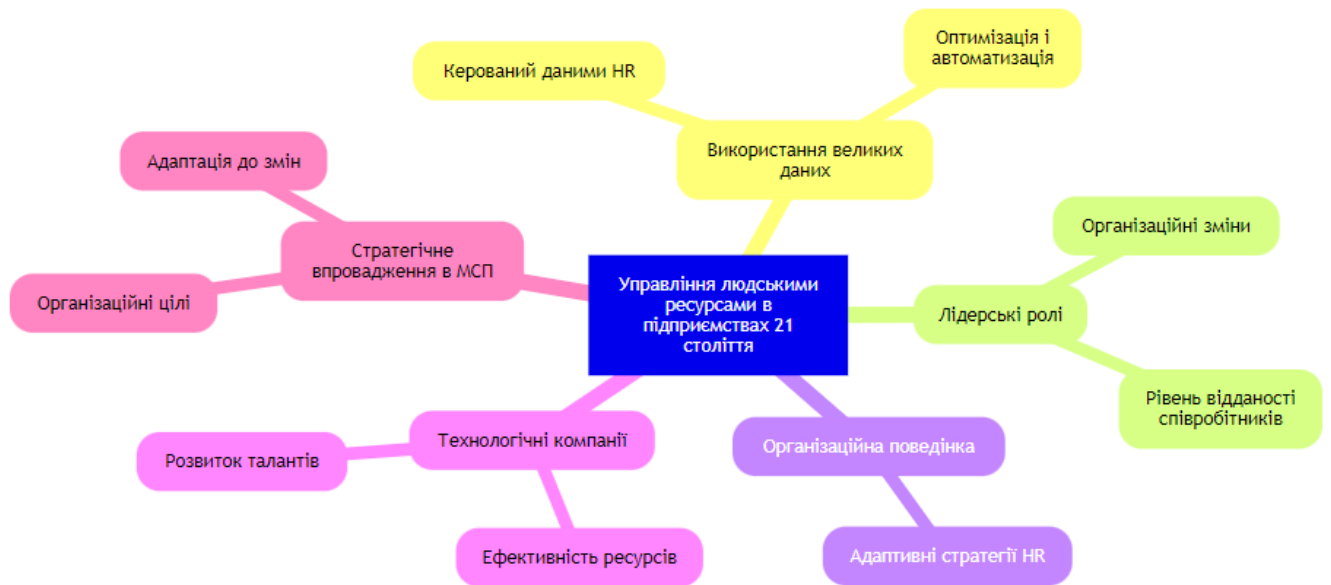 Оптимізація і
автоматизація
Керований даними HR
Використання великих
даних
Адаптація до змін
Стратегічне
впровадження в МСП
Організаційні цілі
Управління людськими
ресурсами в
підприємствах 21
століття
Організаційні зміни
Лідерські ролі
Рівень відданості
співробітників
Технологічні компанії
Розвиток талантів
Ефективність ресурсів
Організаційна поведінка
Адаптивні стратегії HR